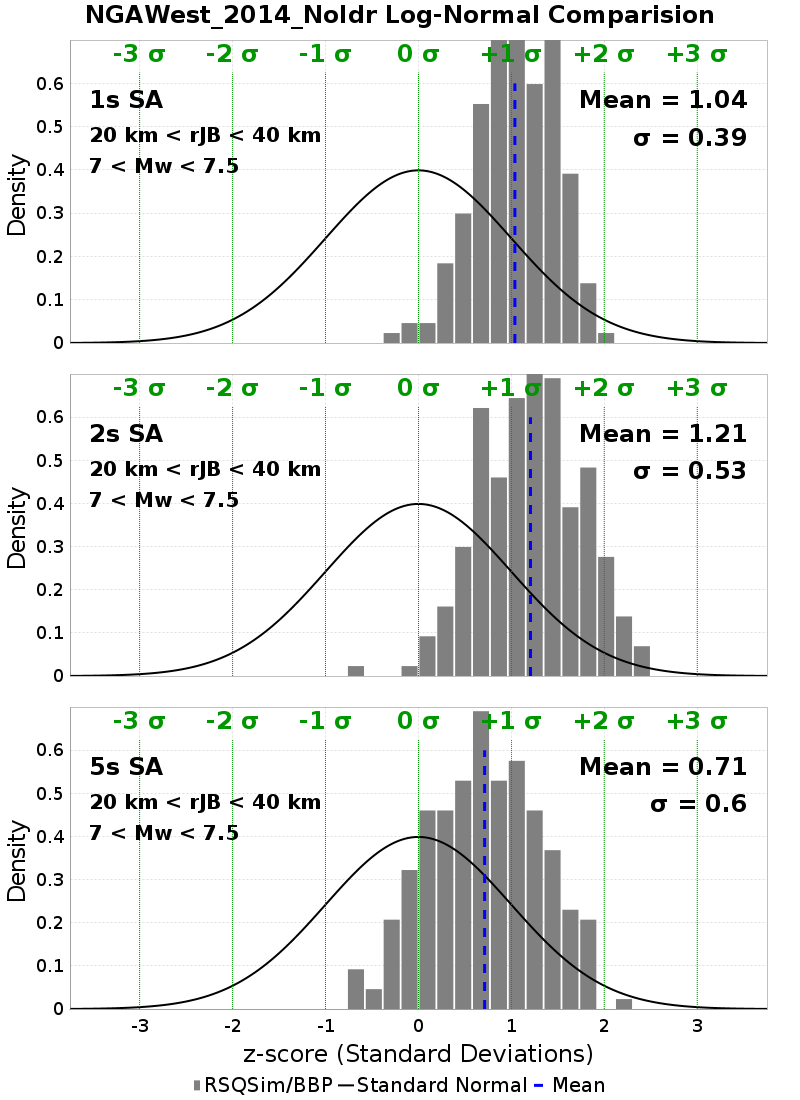 NGAWest_2014_NoIdr Log-Normal Comparision
-3 σ -2 σ -1 σ 0 σ +1 σ +2 σ +3 σ
1s SA Mean = 1.04
20 km < rJB < 40 km σ = 0.39
7 < Mw < 7.5
Density
0.6
0.5
0.4
0.3
0.2
0.1
0
-3 σ -2 σ -1 σ 0 σ +1 σ +2 σ +3 σ
2s SA Mean = 1.21
20 km < rJB < 40 km σ = 0.53
7 < Mw < 7.5
Density
0.6
0.5
0.4
0.3
0.2
0.1
0
-3 σ -2 σ -1 σ 0 σ +1 σ +2 σ +3 σ
5s SA Mean = 0.71
20 km < rJB < 40 km σ = 0.6
7 < Mw < 7.5
Density
0.6
0.5
0.4
0.3
0.2
0.1
0
-3 -2 -1 0 1 2 3
z-score (Standard Deviations)
RSQSim/BBP Standard Normal Mean